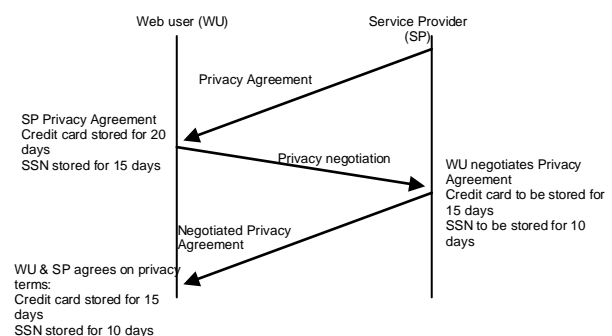 Web user (WU)
Service Provider
(SP)
Privacy Agreement
SP Privacy Agreement
Credit card stored for 20
days
SSN stored for 15 days
Privacy negotiation
WU negotiates Privacy
Agreement
Credit card to be stored for
15 days
SSN to be stored for 10
days
Negotiated Privacy
Agreement
WU & SP agrees on privacy
terms:
Credit card stored for 15
days
SSN stored for 10 days